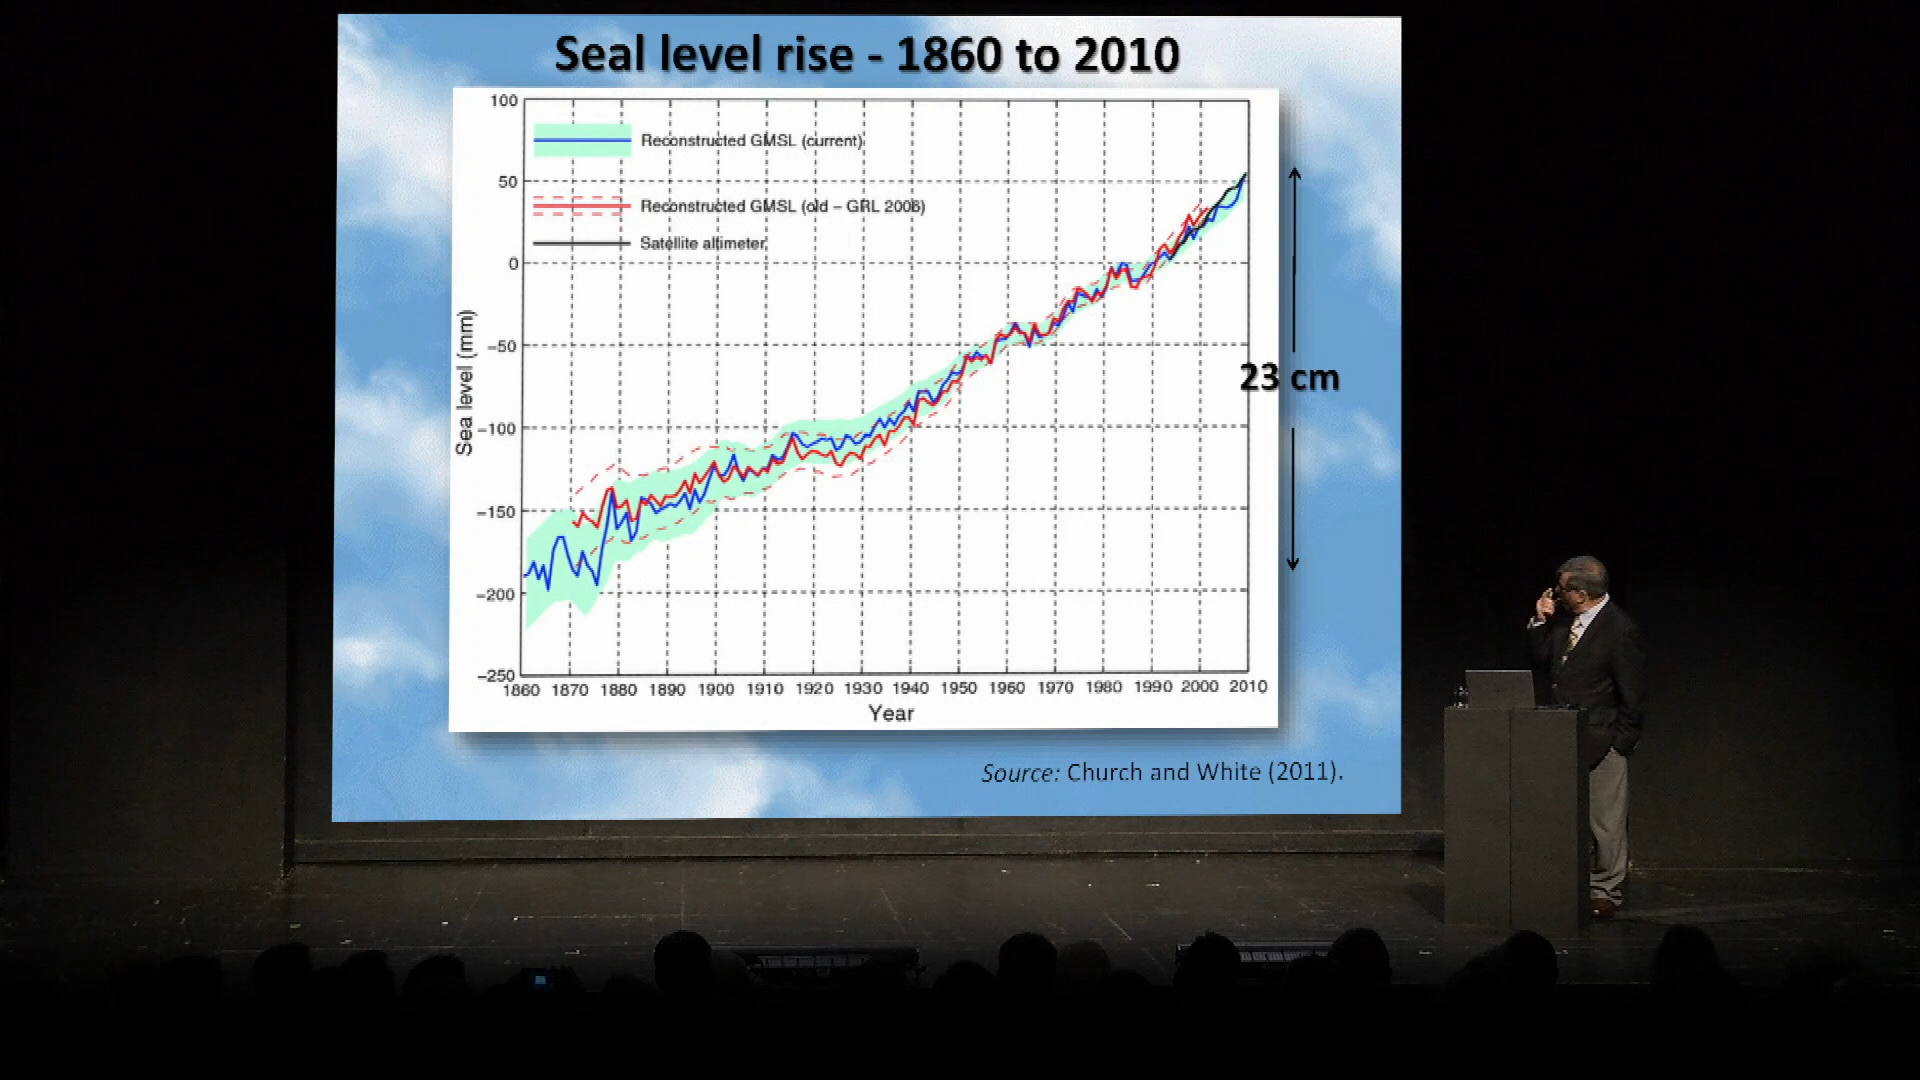 Seal level rise - 1860 to 2010
100
Reconstructed GMSL (current)
50
Reconstructed GMSL (old – GRL 2006)
Satellite altimeter
0
−50
23 cm
−100
−150
−200
−250
Sea level (mm)
1860 1870 1880 1890 1900 1910 1920 1930 1940 1950 1960 1970 1980 1990 2000 2010
Year
Source: Church and White (2011).